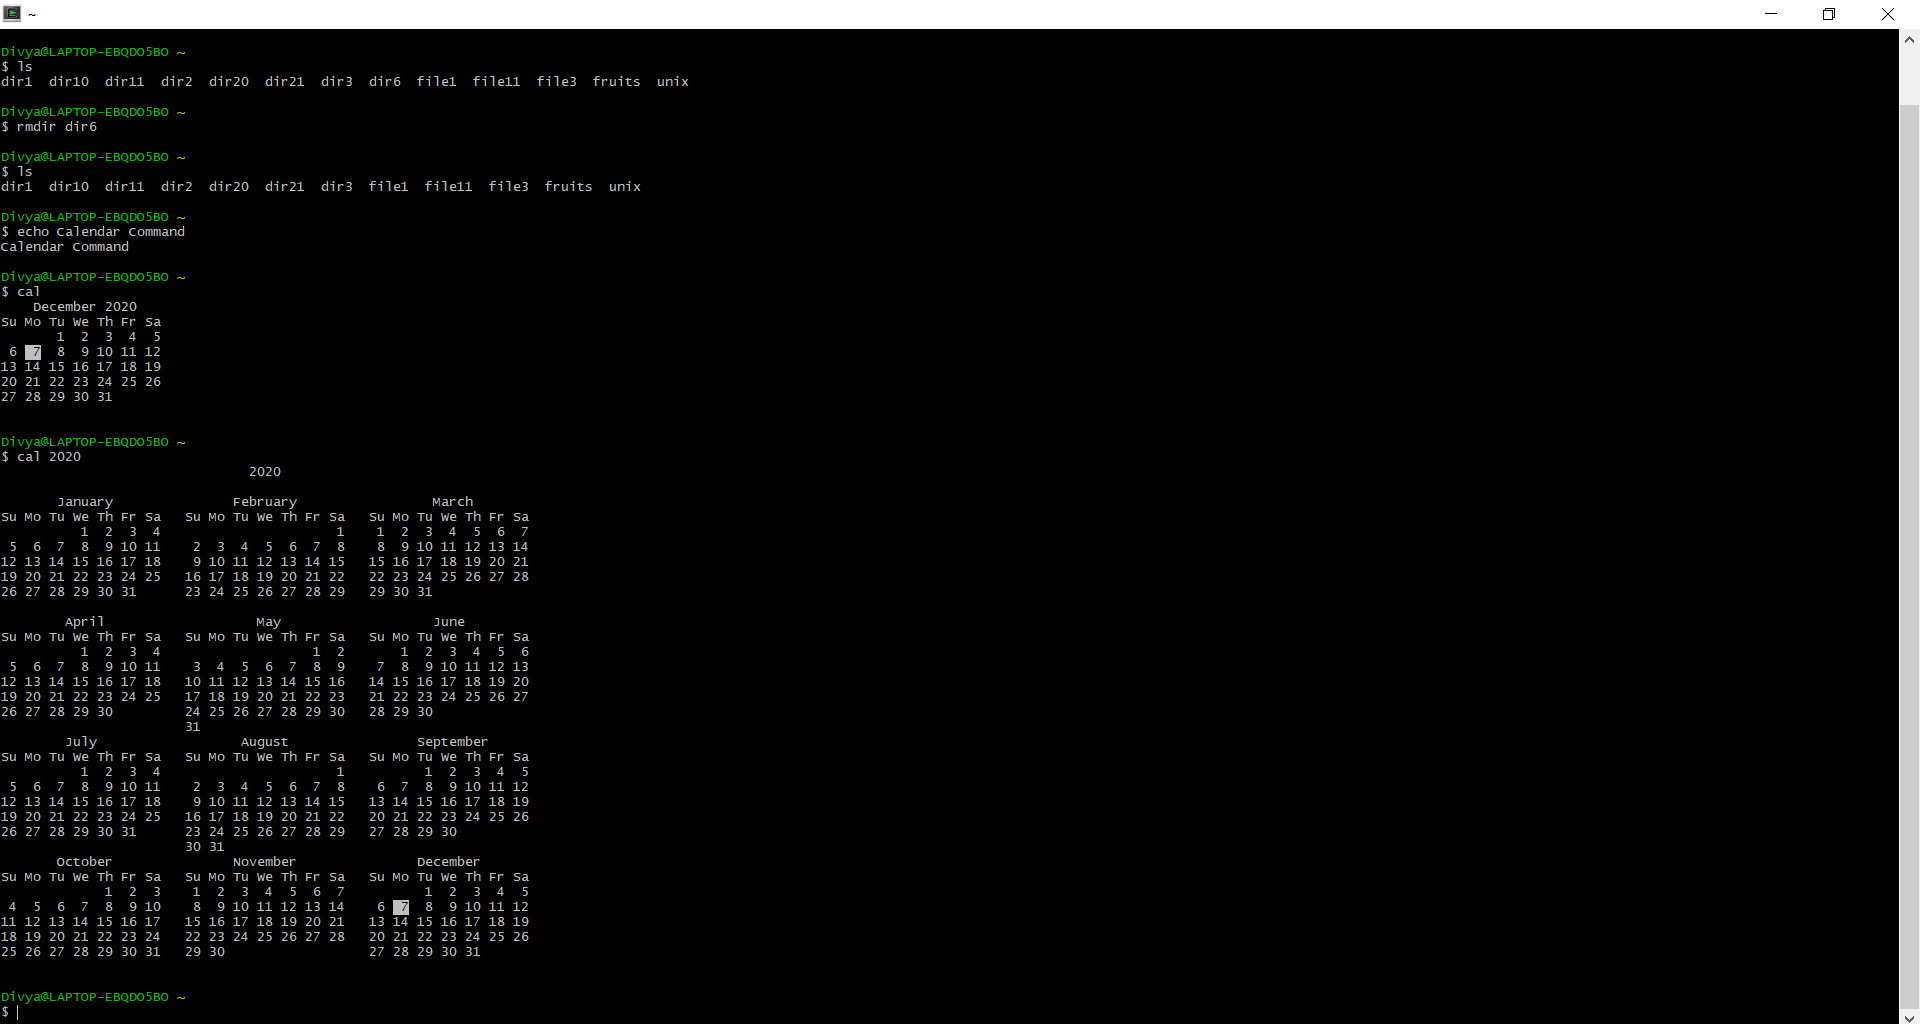 ~
Divya@LAPTOP-EBQDO5BO ~
$ ls
dir1  dir10  dir11  dir2  dir20  dir21  dir3  dir6  file1  file11  file3  fruits  unix
Divya@LAPTOP-EBQDO5BO ~
$ rmdir dir6
Divya@LAPTOP-EBQDO5BO ~
$ ls
dir1  dir10  dir11  dir2  dir20  dir21  dir3  file1  file11  file3  fruits  unix
Divya@LAPTOP-EBQDO5BO ~
$ echo Calendar Command
Calendar Command
Divya@LAPTOP-EBQDO5BO ~
$ cal
    December 2020
Su Mo Tu We Th Fr Sa
       1  2  3  4  5
 6  7  8  9 10 11 12
13 14 15 16 17 18 19
20 21 22 23 24 25 26
27 28 29 30 31
Divya@LAPTOP-EBQDO5BO ~
$ cal 2020
                               2020
       January               February                 March
Su Mo Tu We Th Fr Sa   Su Mo Tu We Th Fr Sa   Su Mo Tu We Th Fr Sa
          1  2  3  4                      1    1  2  3  4  5  6  7
 5  6  7  8  9 10 11    2  3  4  5  6  7  8    8  9 10 11 12 13 14
12 13 14 15 16 17 18    9 10 11 12 13 14 15   15 16 17 18 19 20 21
19 20 21 22 23 24 25   16 17 18 19 20 21 22   22 23 24 25 26 27 28
26 27 28 29 30 31      23 24 25 26 27 28 29   29 30 31
        April                   May                   June
Su Mo Tu We Th Fr Sa   Su Mo Tu We Th Fr Sa   Su Mo Tu We Th Fr Sa
          1  2  3  4                   1  2       1  2  3  4  5  6
 5  6  7  8  9 10 11    3  4  5  6  7  8  9    7  8  9 10 11 12 13
12 13 14 15 16 17 18   10 11 12 13 14 15 16   14 15 16 17 18 19 20
19 20 21 22 23 24 25   17 18 19 20 21 22 23   21 22 23 24 25 26 27
26 27 28 29 30         24 25 26 27 28 29 30   28 29 30
                       31
        July                  August                September
Su Mo Tu We Th Fr Sa   Su Mo Tu We Th Fr Sa   Su Mo Tu We Th Fr Sa
          1  2  3  4                      1          1  2  3  4  5
 5  6  7  8  9 10 11    2  3  4  5  6  7  8    6  7  8  9 10 11 12
12 13 14 15 16 17 18    9 10 11 12 13 14 15   13 14 15 16 17 18 19
19 20 21 22 23 24 25   16 17 18 19 20 21 22   20 21 22 23 24 25 26
26 27 28 29 30 31      23 24 25 26 27 28 29   27 28 29 30
                       30 31
       October               November               December
Su Mo Tu We Th Fr Sa   Su Mo Tu We Th Fr Sa   Su Mo Tu We Th Fr Sa
             1  2  3    1  2  3  4  5  6  7          1  2  3  4  5
 4  5  6  7  8  9 10    8  9 10 11 12 13 14    6  7  8  9 10 11 12
11 12 13 14 15 16 17   15 16 17 18 19 20 21   13 14 15 16 17 18 19
18 19 20 21 22 23 24   22 23 24 25 26 27 28   20 21 22 23 24 25 26
25 26 27 28 29 30 31   29 30                  27 28 29 30 31
Divya@LAPTOP-EBQDO5BO ~
$